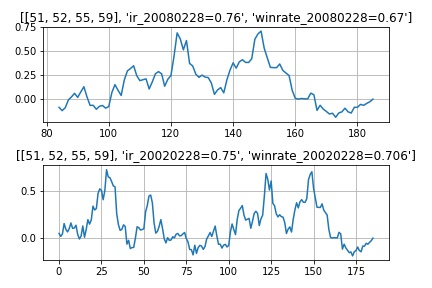 [[51, 52, 55, 59], 'ir_20080228=0.76', 'winrate_20080228=0.67']
0.75
0.50
0.25
0.00
80 100 120 140 160 180
[[51, 52, 55, 59], 'ir_20020228=0.75', 'winrate_20020228=0.706']
0.5
0.0
0 25 50 75 100 125 150 175